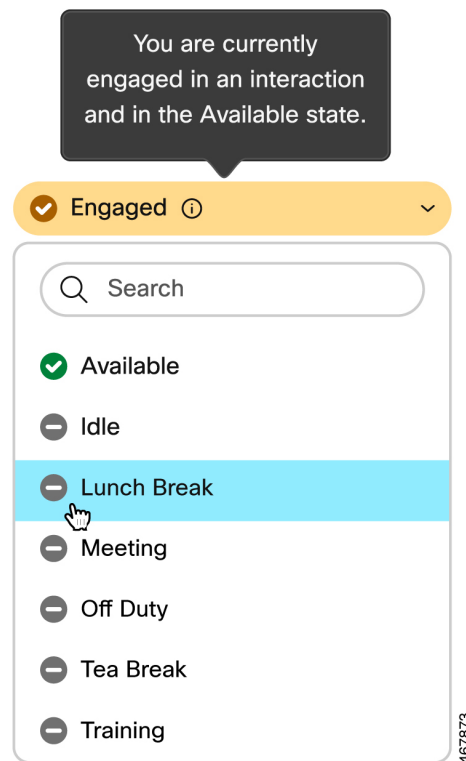 You are currently
engaged in an interaction
and in the Available state.
Engaged
Search
Available
Idle
Lunch Break
Meeting
Off Duty
Tea Break
Training
467873